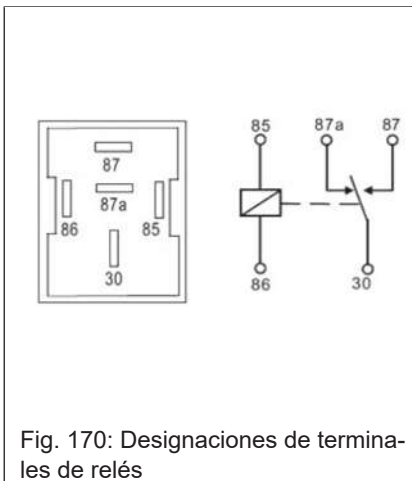 85 87a 87
87
87a
86 85
30
86 30
Fig. 170: Designaciones de termina-
les de relés